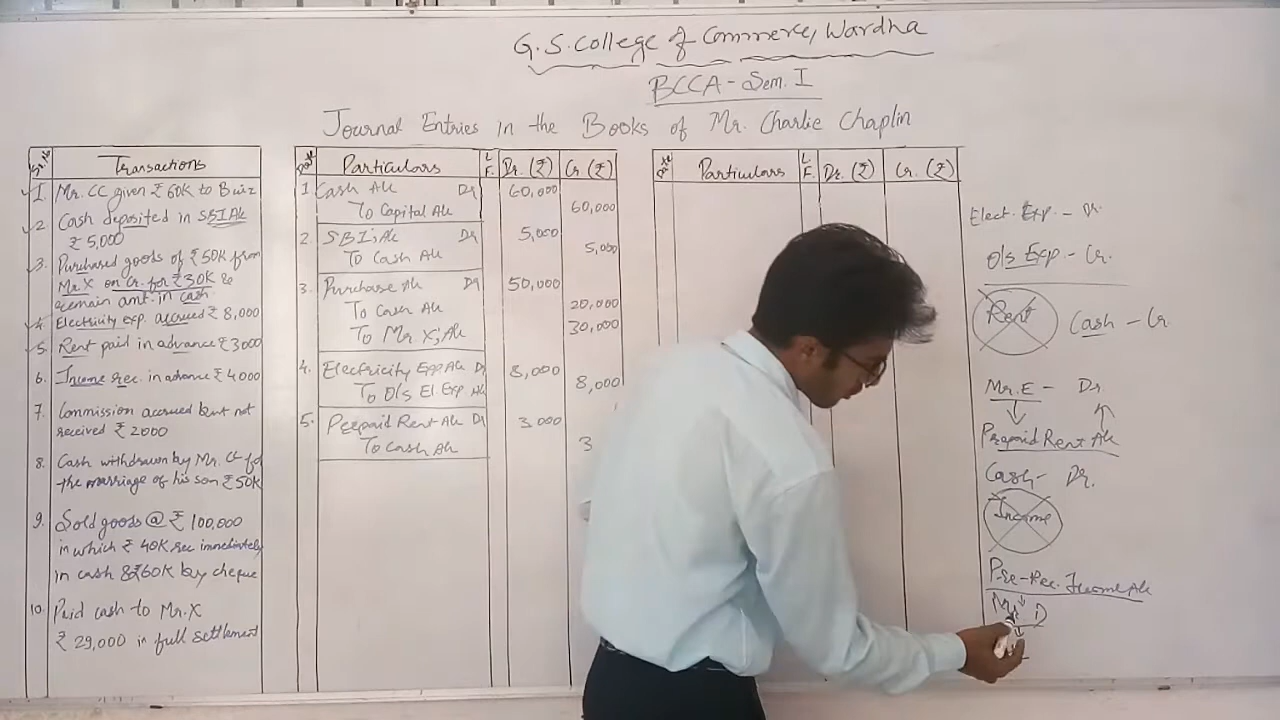 G.S. College of Commerce, Wardha
BCCA - Sem. I
Journal Entries in the Books of Mr. Charlie Chaplin
Sr. No Transactions
1. Mr. CC given ₹ 60K to Buiz
2. Cash deposited in SBI A/c
₹ 5,000
3. Purchased goods of ₹ 50K from
Mr X on Cr. for ₹ 30K &
remain amt. in cash
4. Electricity exp. accrued ₹ 8,000
5. Rent paid in advance ₹ 3000
6. Income rec. in advance ₹ 4000
7. Commission accrued but not
received ₹ 2000
8. Cash withdrawn by Mr. CC for
the marriage of his son ₹ 50K
9. Sold goods @ ₹ 100,000
in which ₹ 40K rec immediately
in cash & ₹ 60K by cheque
10. Paid cash to Mr. X
₹ 29,000 in full settlement
Date Particulars L.F. Dr. (₹) Cr (₹)
1 Cash A/c Dr 60,000
To Capital A/c 60,000
2. SBI's A/c Dr 5,000
To Cash A/c 5,000
3. Purchase A/c Dr 50,000
To Cash A/c 20,000
To Mr. X's A/c 30,000
4. Electricity Exp A/c Dr 8,000
To O/s El Exp. A/c 8,000
5. Prepaid Rent A/c Dr 3000
To Cash A/c 3
Date Particulars L.F. Dr. (₹) Cr. (₹)
Elect. Exp. - Dr.
O/s Exp. - Cr.
Rent Cash - Cr
Mr. E - Dr
Prepaid Rent A/c
Cash - Dr.
Income
Pre-Rec. Income A/c